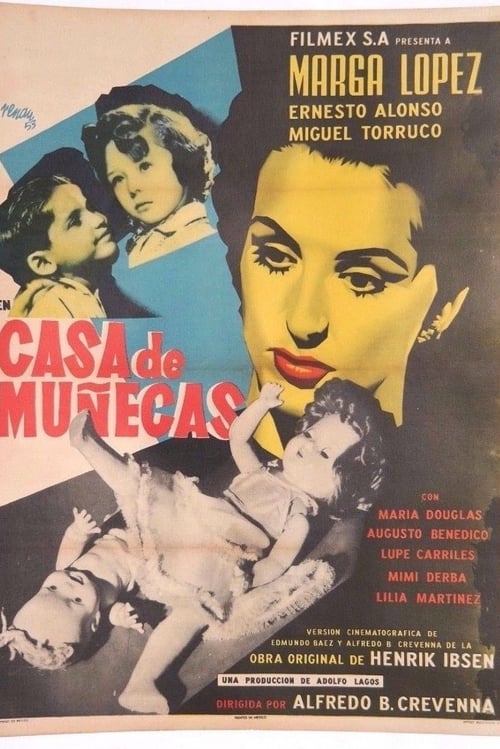 renau
53
FILMEX S.A PRESENTA A
MARGA LOPEZ
ERNESTO ALONSO
MIGUEL TORRUCO
EN
CASA de
MUÑECAS
CON
MARIA DOUGLAS
AUGUSTO BENEDICO
LUPE CARRILES
MIMI DERBA
LILIA MARTINEZ
VERSION CINEMATOGRAFICA DE
EDMUNDO BAEZ Y ALFREDO B. CREVENNA DE LA
OBRA ORIGINAL DE HENRIK IBSEN
UNA PRODUCCION DE ADOLFO LAGOS
DIRIGIDA POR ALFREDO B. CREVENNA